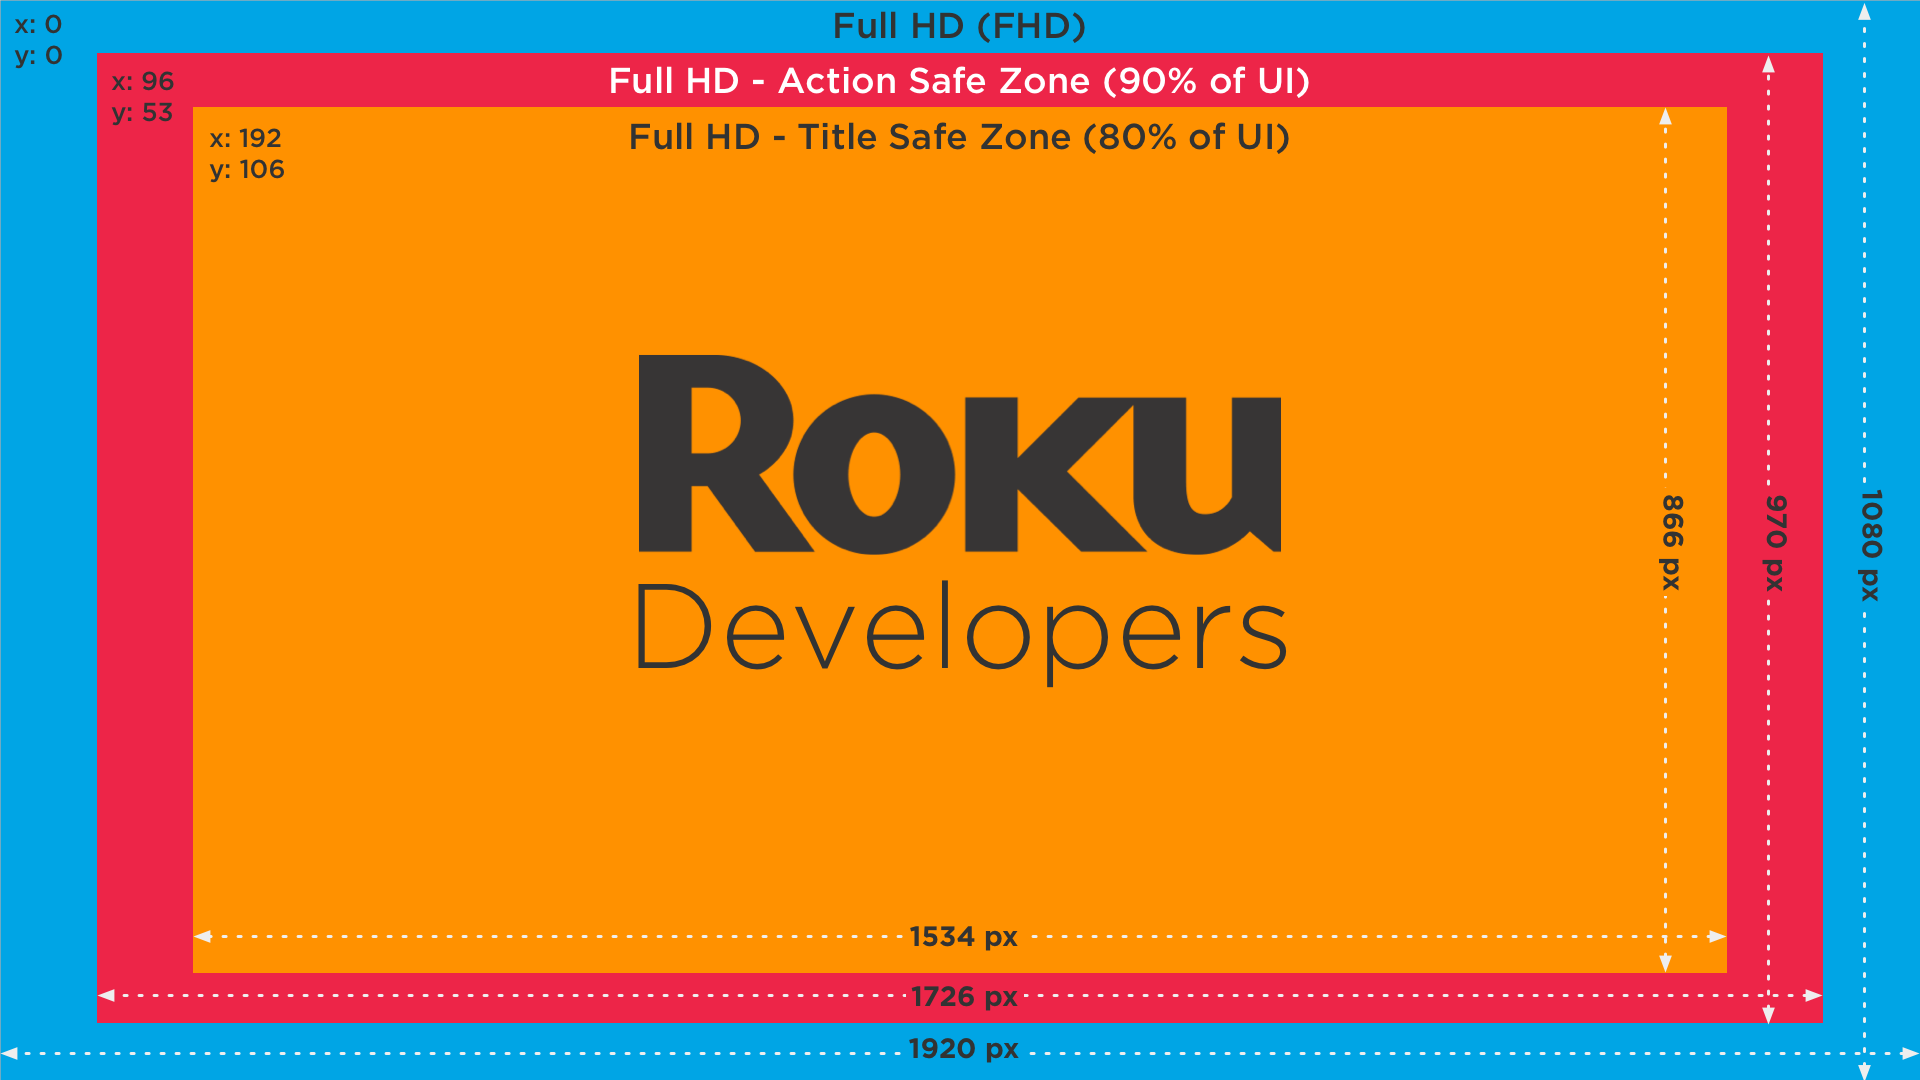 x: 0
y: 0
Full HD (FHD)
x: 96
y: 53
Full HD - Action Safe Zone (90% of UI)
x: 192
y: 106
Full HD - Title Safe Zone (80% of UI)
ROKU
Developers
866 px
970 px
1080 px
1534 px
1726 px
1920 px